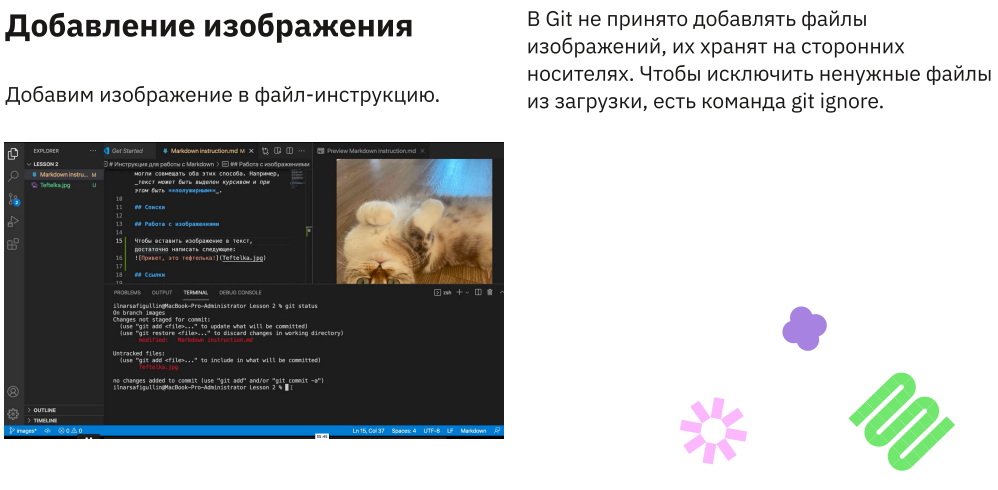 Добавление изображения
Добавим изображение в файл-инструкцию.
В Git не принято добавлять файлы
изображений, их хранят на сторонних
носителях. Чтобы исключить ненужные файлы
из загрузки, есть команда git ignore.
EXPLORER ···
LESSON 2
Markdown instru... M
Teftelka.jpg U
Get Started
Markdown instruction.md M ×
Preview Markdown instruction.md ×
# Инструкция для работы с Markdown > ## Работа с изображениями
могли совмещать оба этих способа. Например,
_текст может быть выделен курсивом и при
этом быть **полужирным**_.
10
11 ## Списки
12
13 ## Работа с изображениями
14
15 Чтобы вставить изображение в текст,
достаточно написать следующее:
16 ![Привет, это тефтелька!](Teftelka.jpg)
17
18 ## Ссылки
19
PROBLEMS OUTPUT TERMINAL DEBUG CONSOLE
zsh
ilnarsafigullin@MacBook-Pro-Administrator Lesson 2 % git status
On branch images
Changes not staged for commit:
(use "git add <file>..." to update what will be committed)
(use "git restore <file>..." to discard changes in working directory)
modified: Markdown instruction.md
Untracked files:
(use "git add <file>..." to include in what will be committed)
Teftelka.jpg
no changes added to commit (use "git add" and/or "git commit -a")
ilnarsafigullin@MacBook-Pro-Administrator Lesson 2 %
OUTLINE
TIMELINE
images* 0 0
Ln 15, Col 37 Spaces: 4 UTF-8 LF Markdown